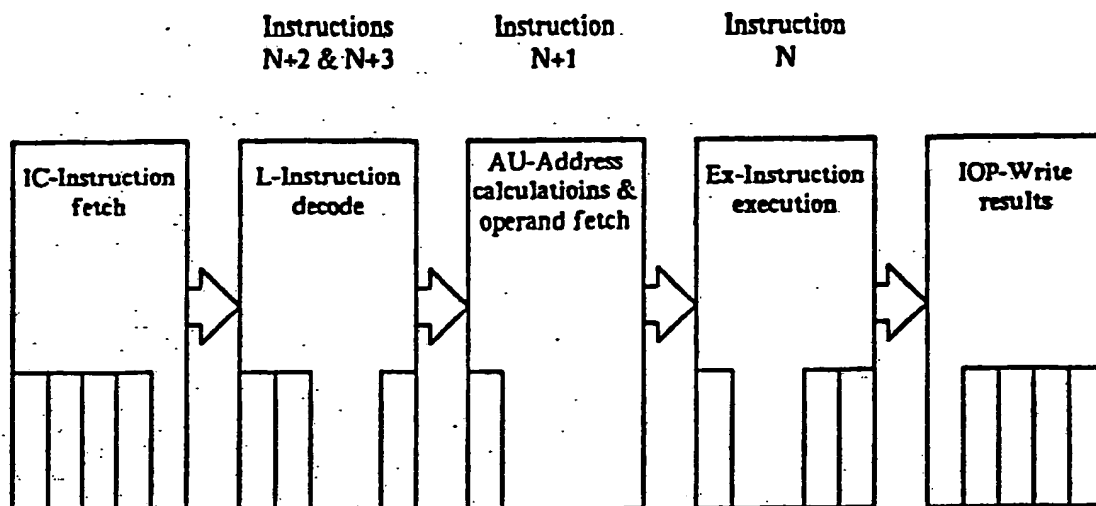 Instructions
N+2 & N+3
Instruction
N+1
Instruction
N
IC-Instruction
fetch
L-Instruction
decode
AU-Address
calculatioins &
operand fetch
Ex-Instruction
execution
IOP-Write
results